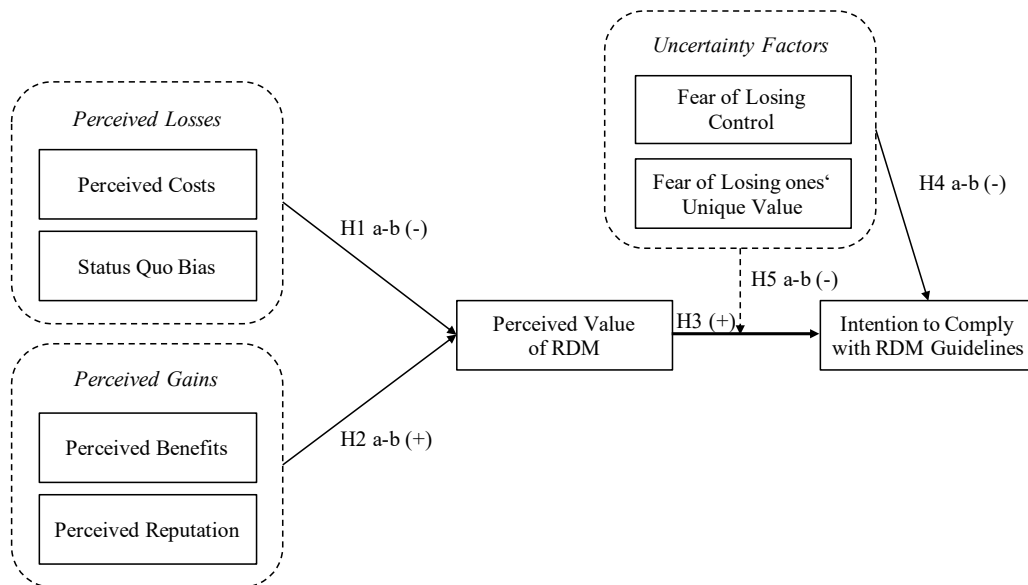 Uncertainty Factors
Fear of Losing
Control
Fear of Losing ones‘
Unique Value
Perceived Losses
Perceived Costs
Status Quo Bias
H1 a-b (-)
H4 a-b (-)
H5 a-b (-)
Perceived Value
of RDM
H3 (+)
Intention to Comply
with RDM Guidelines
Perceived Gains
Perceived Benefits
Perceived Reputation
H2 a-b (+)